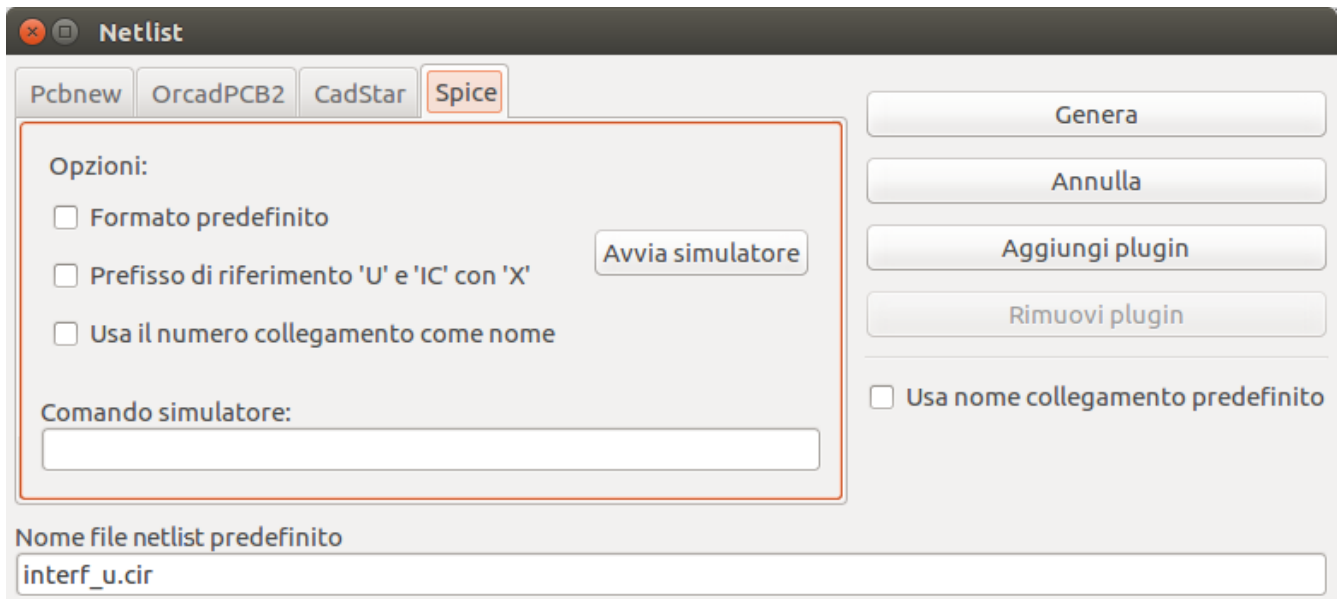 Netlist
Pcbnew OrcadPCB2 CadStar Spice
Genera
Opzioni:
Annulla
Formato predefinito
Avvia simulatore
Aggiungi plugin
Prefisso di riferimento 'U' e 'IC' con 'X'
Rimuovi plugin
Usa il numero collegamento come nome
Usa nome collegamento predefinito
Comando simulatore:
Nome file netlist predefinito
interf_u.cir